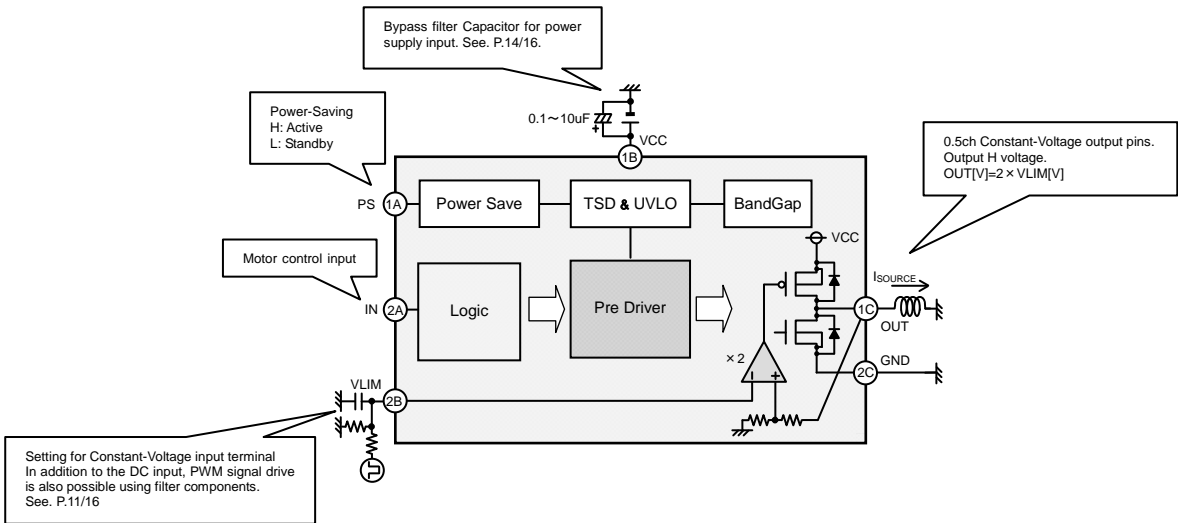 Bypass filter Capacitor for power
supply input. See. P.14/16.
Power-Saving
H: Active
L: Standby
0.1～10uF
+
VCC
1B
0.5ch Constant-Voltage output pins.
Output H voltage.
OUT[V]=2×VLIM[V]
PS
1A
Power Save
TSD & UVLO
BandGap
VCC
Motor control input
IN
2A
Logic
Pre Driver
ISOURCE
1C
OUT
×2
GND
2C
VLIM
2B
Setting for Constant-Voltage input terminal
In addition to the DC input, PWM signal drive
is also possible using filter components.
See. P.11/16